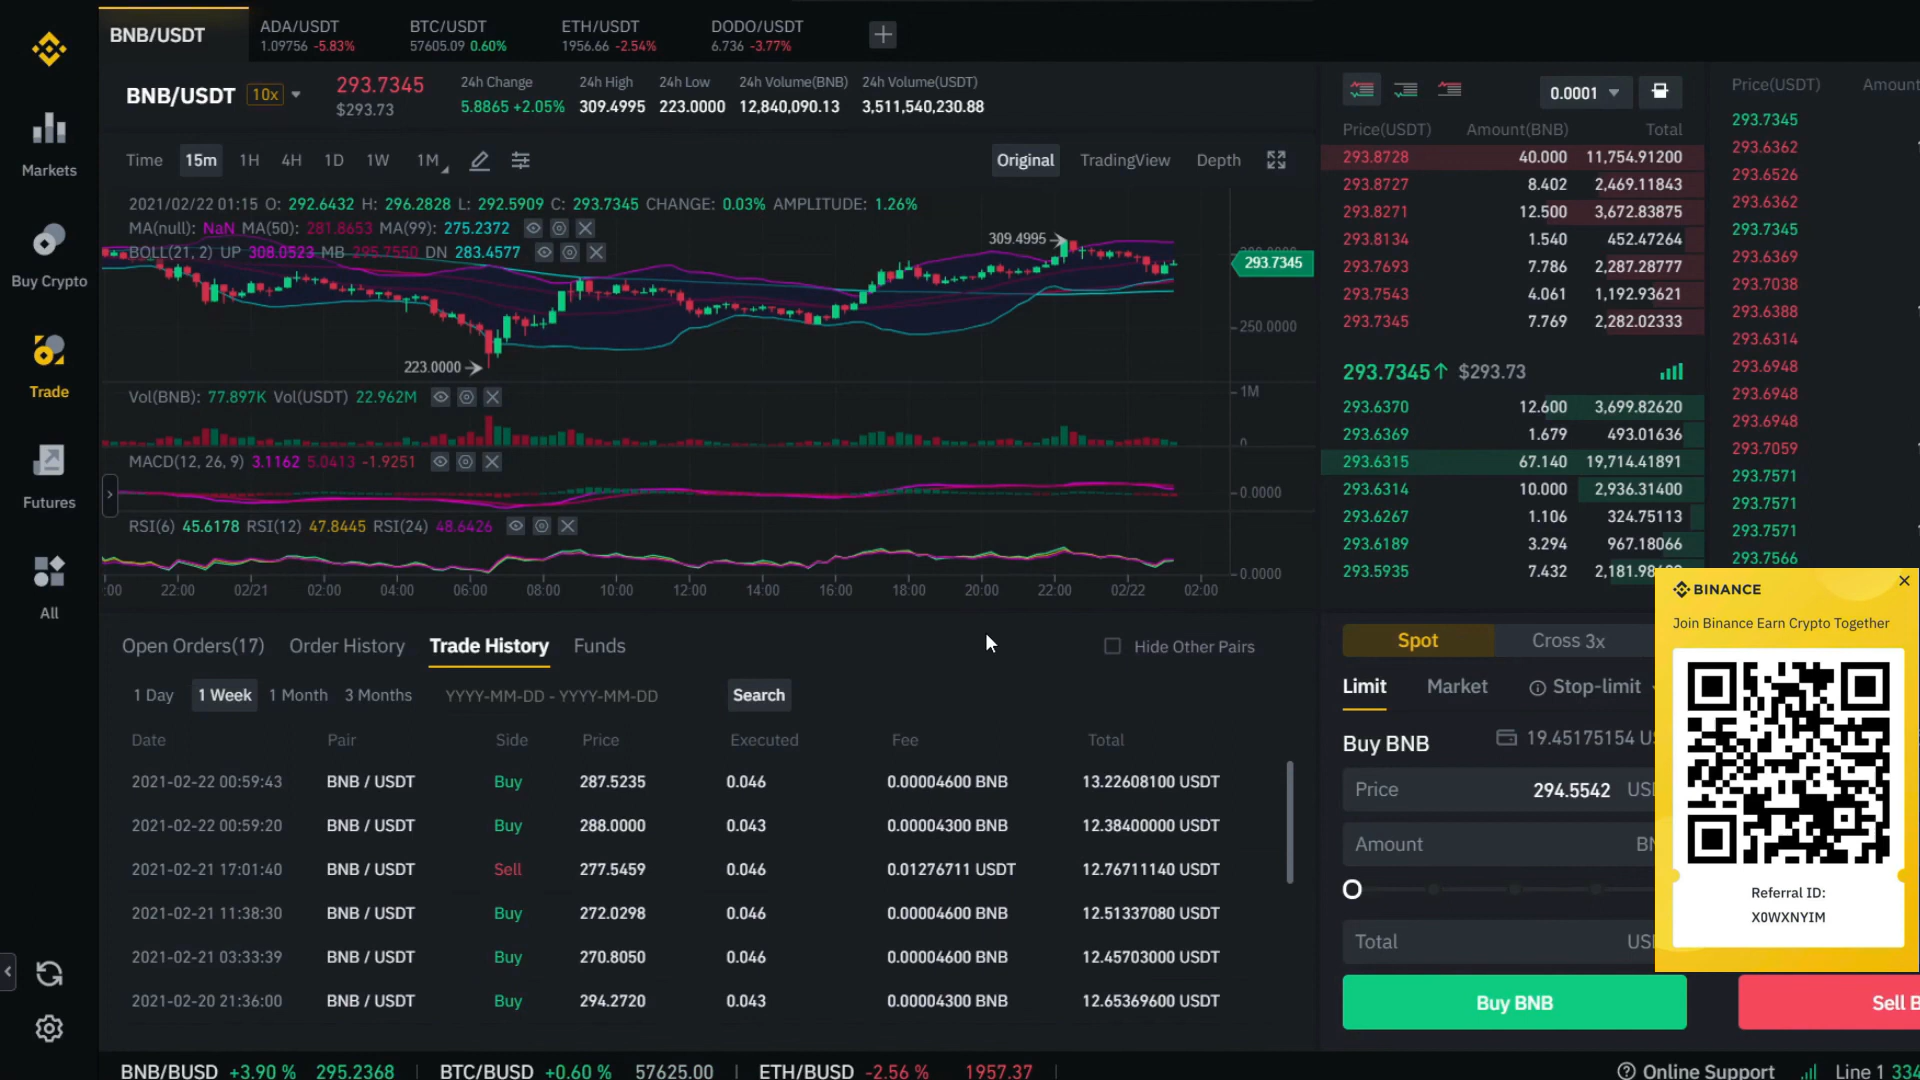 BNB/USDT
ADA/USDT
1.09756 -5.83%
BTC/USDT
57605.09 0.60%
ETH/USDT
1956.66 -2.54%
DODO/USDT
6.736 -3.77%
BNB/USDT 10x
293.7345
$293.73
24h Change
5.8865 +2.05%
24h High
309.4995
24h Low
223.0000
24h Volume(BNB)
12,840,090.13
24h Volume(USDT)
3,511,540,230.88
Markets
Buy Crypto
Trade
Futures
All
Time 15m 1H 4H 1D 1W 1M
Original TradingView Depth
2021/02/22 01:15 O: 292.6432 H: 296.2828 L: 292.5909 C: 293.7345 CHANGE: 0.03% AMPLITUDE: 1.26%
MA(null): NaN MA(50): 281.8653 MA(99): 275.2372
BOLL(21, 2) UP 308.0523 MB 295.7550 DN 283.4577
309.4995
293.7345
250.0000
223.0000
Vol(BNB): 77.897K Vol(USDT) 22.962M
1M
0
MACD(12, 26, 9) 3.1162 5.0413 -1.9251
0.0000
RSI(6) 45.6178 RSI(12) 47.8445 RSI(24) 48.6426
0.0000
:00 22:00 02/21 02:00 04:00 06:00 08:00 10:00 12:00 14:00 16:00 18:00 20:00 22:00 02/22 02:00
0.0001
Price(USDT) Amount(BNB) Total
293.8728 40.000 11,754.91200
293.8727 8.402 2,469.11843
293.8271 12.500 3,672.83875
293.8134 1.540 452.47264
293.7693 7.786 2,287.28777
293.7543 4.061 1,192.93621
293.7345 7.769 2,282.02333
293.7345↑ $293.73
293.6370 12.600 3,699.82620
293.6369 1.679 493.01636
293.6315 67.140 19,714.41891
293.6314 10.000 2,936.31400
293.6267 1.106 324.75113
293.6189 3.294 967.18066
293.5935 7.432
Price(USDT) Amount
293.7345
293.6362
293.6526
293.6362
293.7345
293.6369
293.7038
293.6388
293.6314
293.6948
293.6948
293.6948
293.7059
293.7571
293.7571
293.7571
293.7566
Open Orders(17) Order History Trade History Funds
Hide Other Pairs
1 Day 1 Week 1 Month 3 Months YYYY-MM-DD - YYYY-MM-DD Search
Date Pair Side Price Executed Fee Total
2021-02-22 00:59:43 BNB / USDT Buy 287.5235 0.046 0.00004600 BNB 13.22608100 USDT
2021-02-22 00:59:20 BNB / USDT Buy 288.0000 0.043 0.00004300 BNB 12.38400000 USDT
2021-02-21 17:01:40 BNB / USDT Sell 277.5459 0.046 0.01276711 USDT 12.76711140 USDT
2021-02-21 11:38:30 BNB / USDT Buy 272.0298 0.046 0.00004600 BNB 12.51337080 USDT
2021-02-21 03:33:39 BNB / USDT Buy 270.8050 0.046 0.00004600 BNB 12.45703000 USDT
2021-02-20 21:36:00 BNB / USDT Buy 294.2720 0.043 0.00004300 BNB 12.65369600 USDT
Spot Cross 3x
Limit Market Stop-limit
Buy BNB 19.45175154 U
Price 294.5542 US
Amount BN
Total US
Buy BNB
Sell B
BINANCE
Join Binance Earn Crypto Together
Referral ID:
X0WXNYIM
BNB/BUSD +3.90 % 295.2368 BTC/BUSD +0.60 % 57625.00 ETH/BUSD -2.56 % 1957.37
Online Support Line 1 334